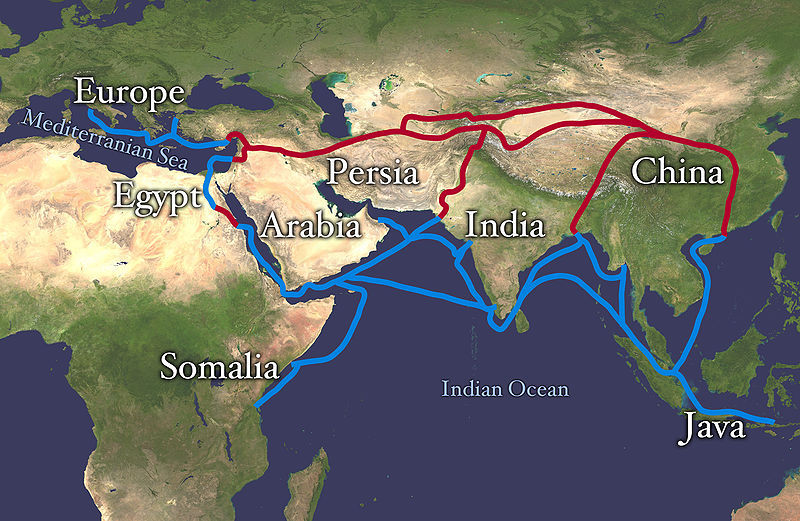 Europe
Mediterranean Sea
Egypt
Arabia
Persia
India
China
Somalia
Indian Ocean
Java